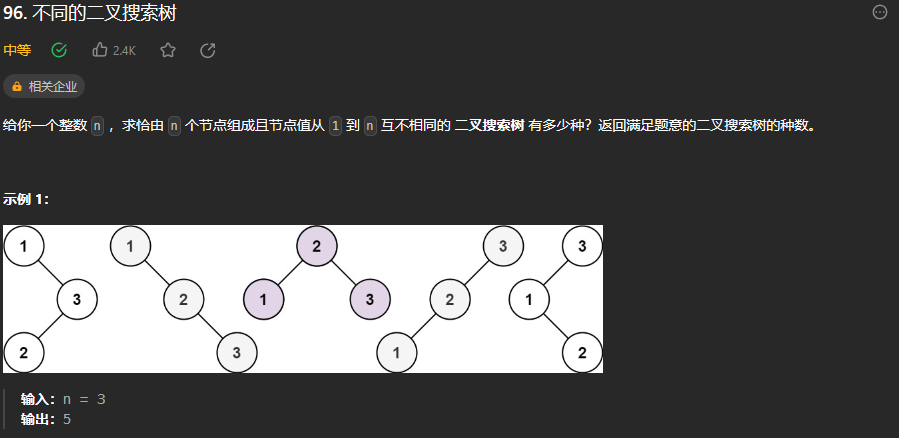 96. 不同的二叉搜索树
中等 2.4K
相关企业
给你一个整数 n ，求恰由 n 个节点组成且节点值从 1 到 n 互不相同的 二叉搜索树 有多少种？返回满足题意的二叉搜索树的种数。
示例 1：
1 1 2 3 3
3 2 1 3 2 1
2 3 1 2
输入：n = 3
输出：5